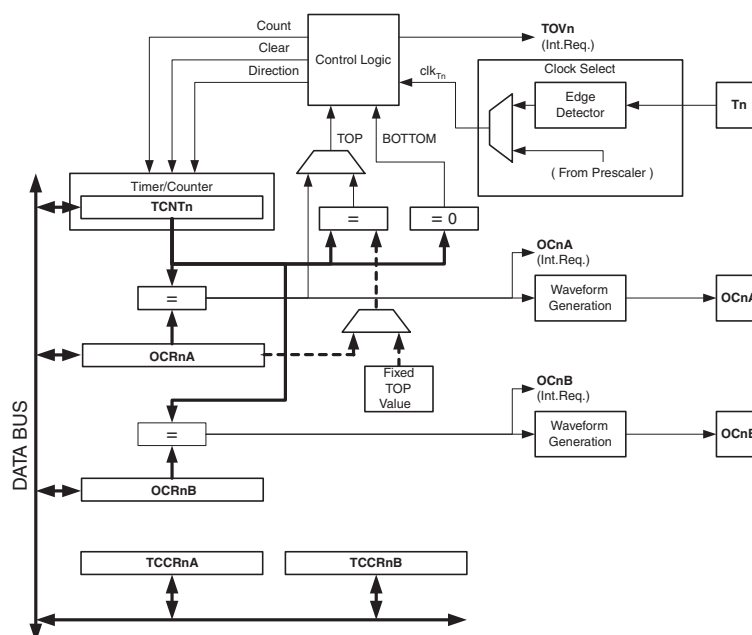 Count
Clear
Direction
Control Logic
TOVn
(Int.Req.)
clkTn
Clock Select
Edge
Detector
Tn
( From Prescaler )
TOP
BOTTOM
Timer/Counter
TCNTn
=
= 0
OCnA
(Int.Req.)
=
Waveform
Generation
OCnA
OCRnA
Fixed
TOP
Value
OCnB
(Int.Req.)
=
Waveform
Generation
OCnB
OCRnB
DATA BUS
TCCRnA
TCCRnB